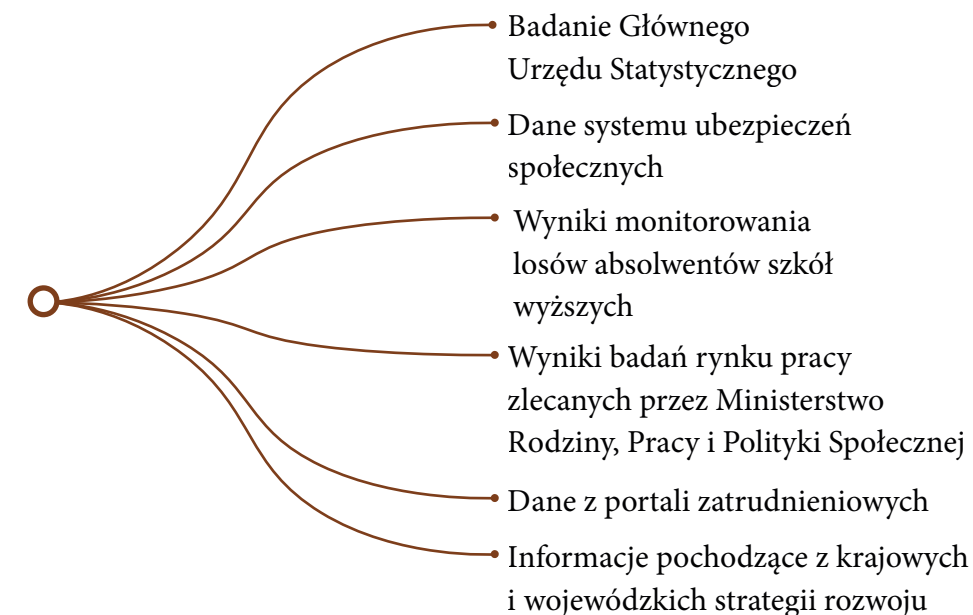 Badanie Głównego
Urzędu Statystycznego
Dane systemu ubezpieczeń
społecznych
Wyniki monitorowania
losów absolwentów szkół
wyższych
Wyniki badań rynku pracy
zlecanych przez Ministerstwo
Rodziny, Pracy i Polityki Społecznej
Dane z portali zatrudnieniowych
Informacje pochodzące z krajowych
i wojewódzkich strategii rozwoju